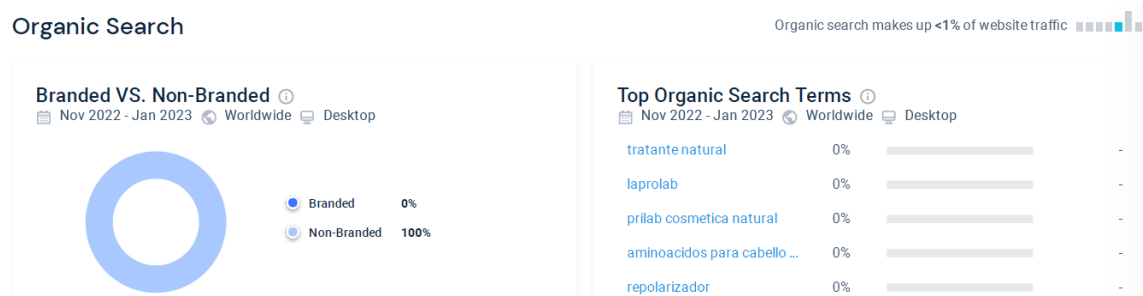 Organic Search
Organic search makes up <1% of website traffic
Branded VS. Non-Branded
Nov 2022 - Jan 2023 Worldwide Desktop
Branded 0%
Non-Branded 100%
Top Organic Search Terms
Nov 2022 - Jan 2023 Worldwide Desktop
tratante natural 0% -
laprolab 0% -
prilab cosmetica natural 0% -
aminoacidos para cabello ... 0% -
repolarizador 0% -